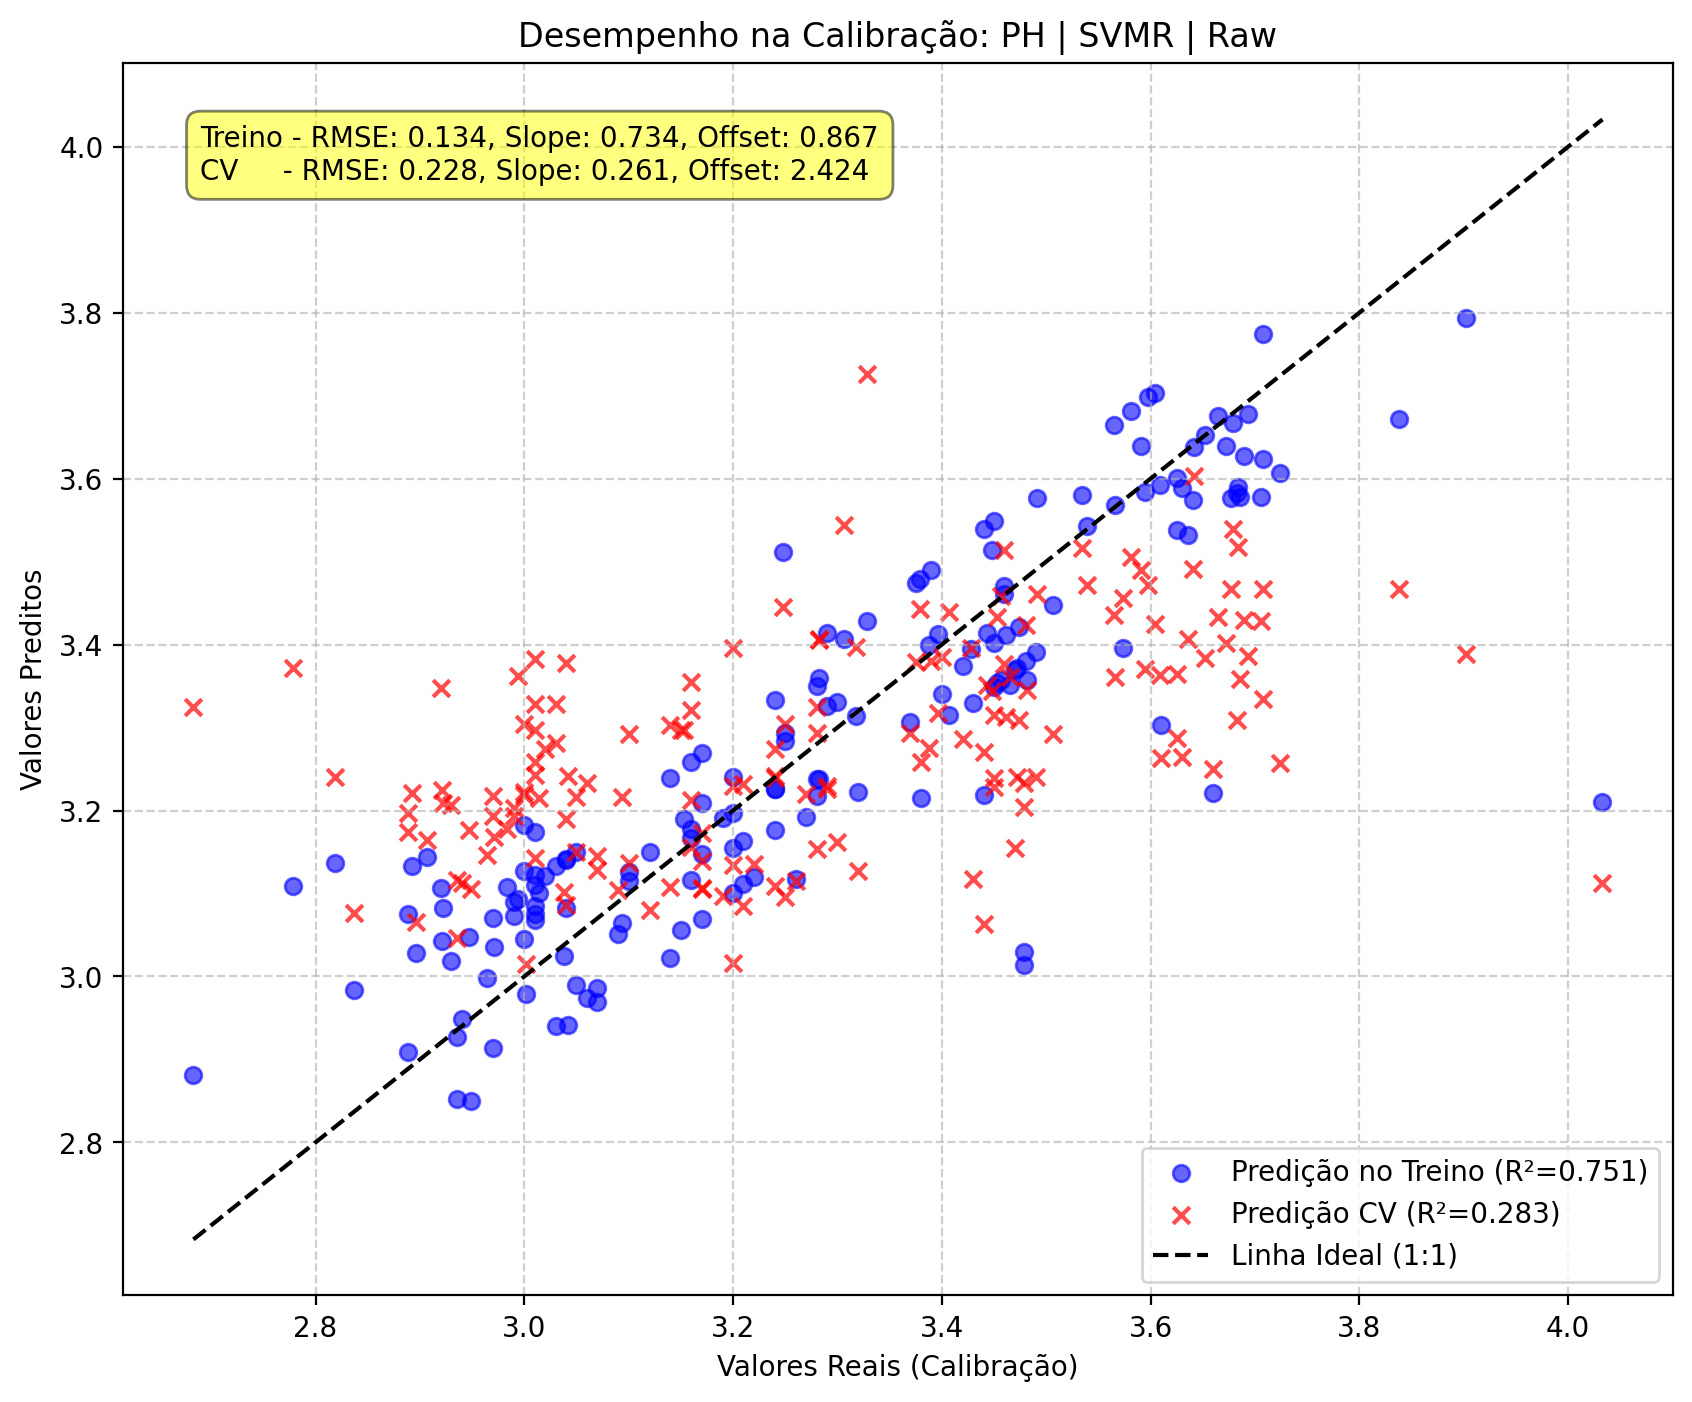 Desempenho na Calibração: PH | SVMR | Raw
Treino - RMSE: 0.134, Slope: 0.734, Offset: 0.867
CV     - RMSE: 0.228, Slope: 0.261, Offset: 2.424
4.0
3.8
3.6
3.4
3.2
3.0
2.8
Valores Preditos
Predição no Treino (R²=0.751)
Predição CV (R²=0.283)
Linha Ideal (1:1)
2.8 3.0 3.2 3.4 3.6 3.8 4.0
Valores Reais (Calibração)